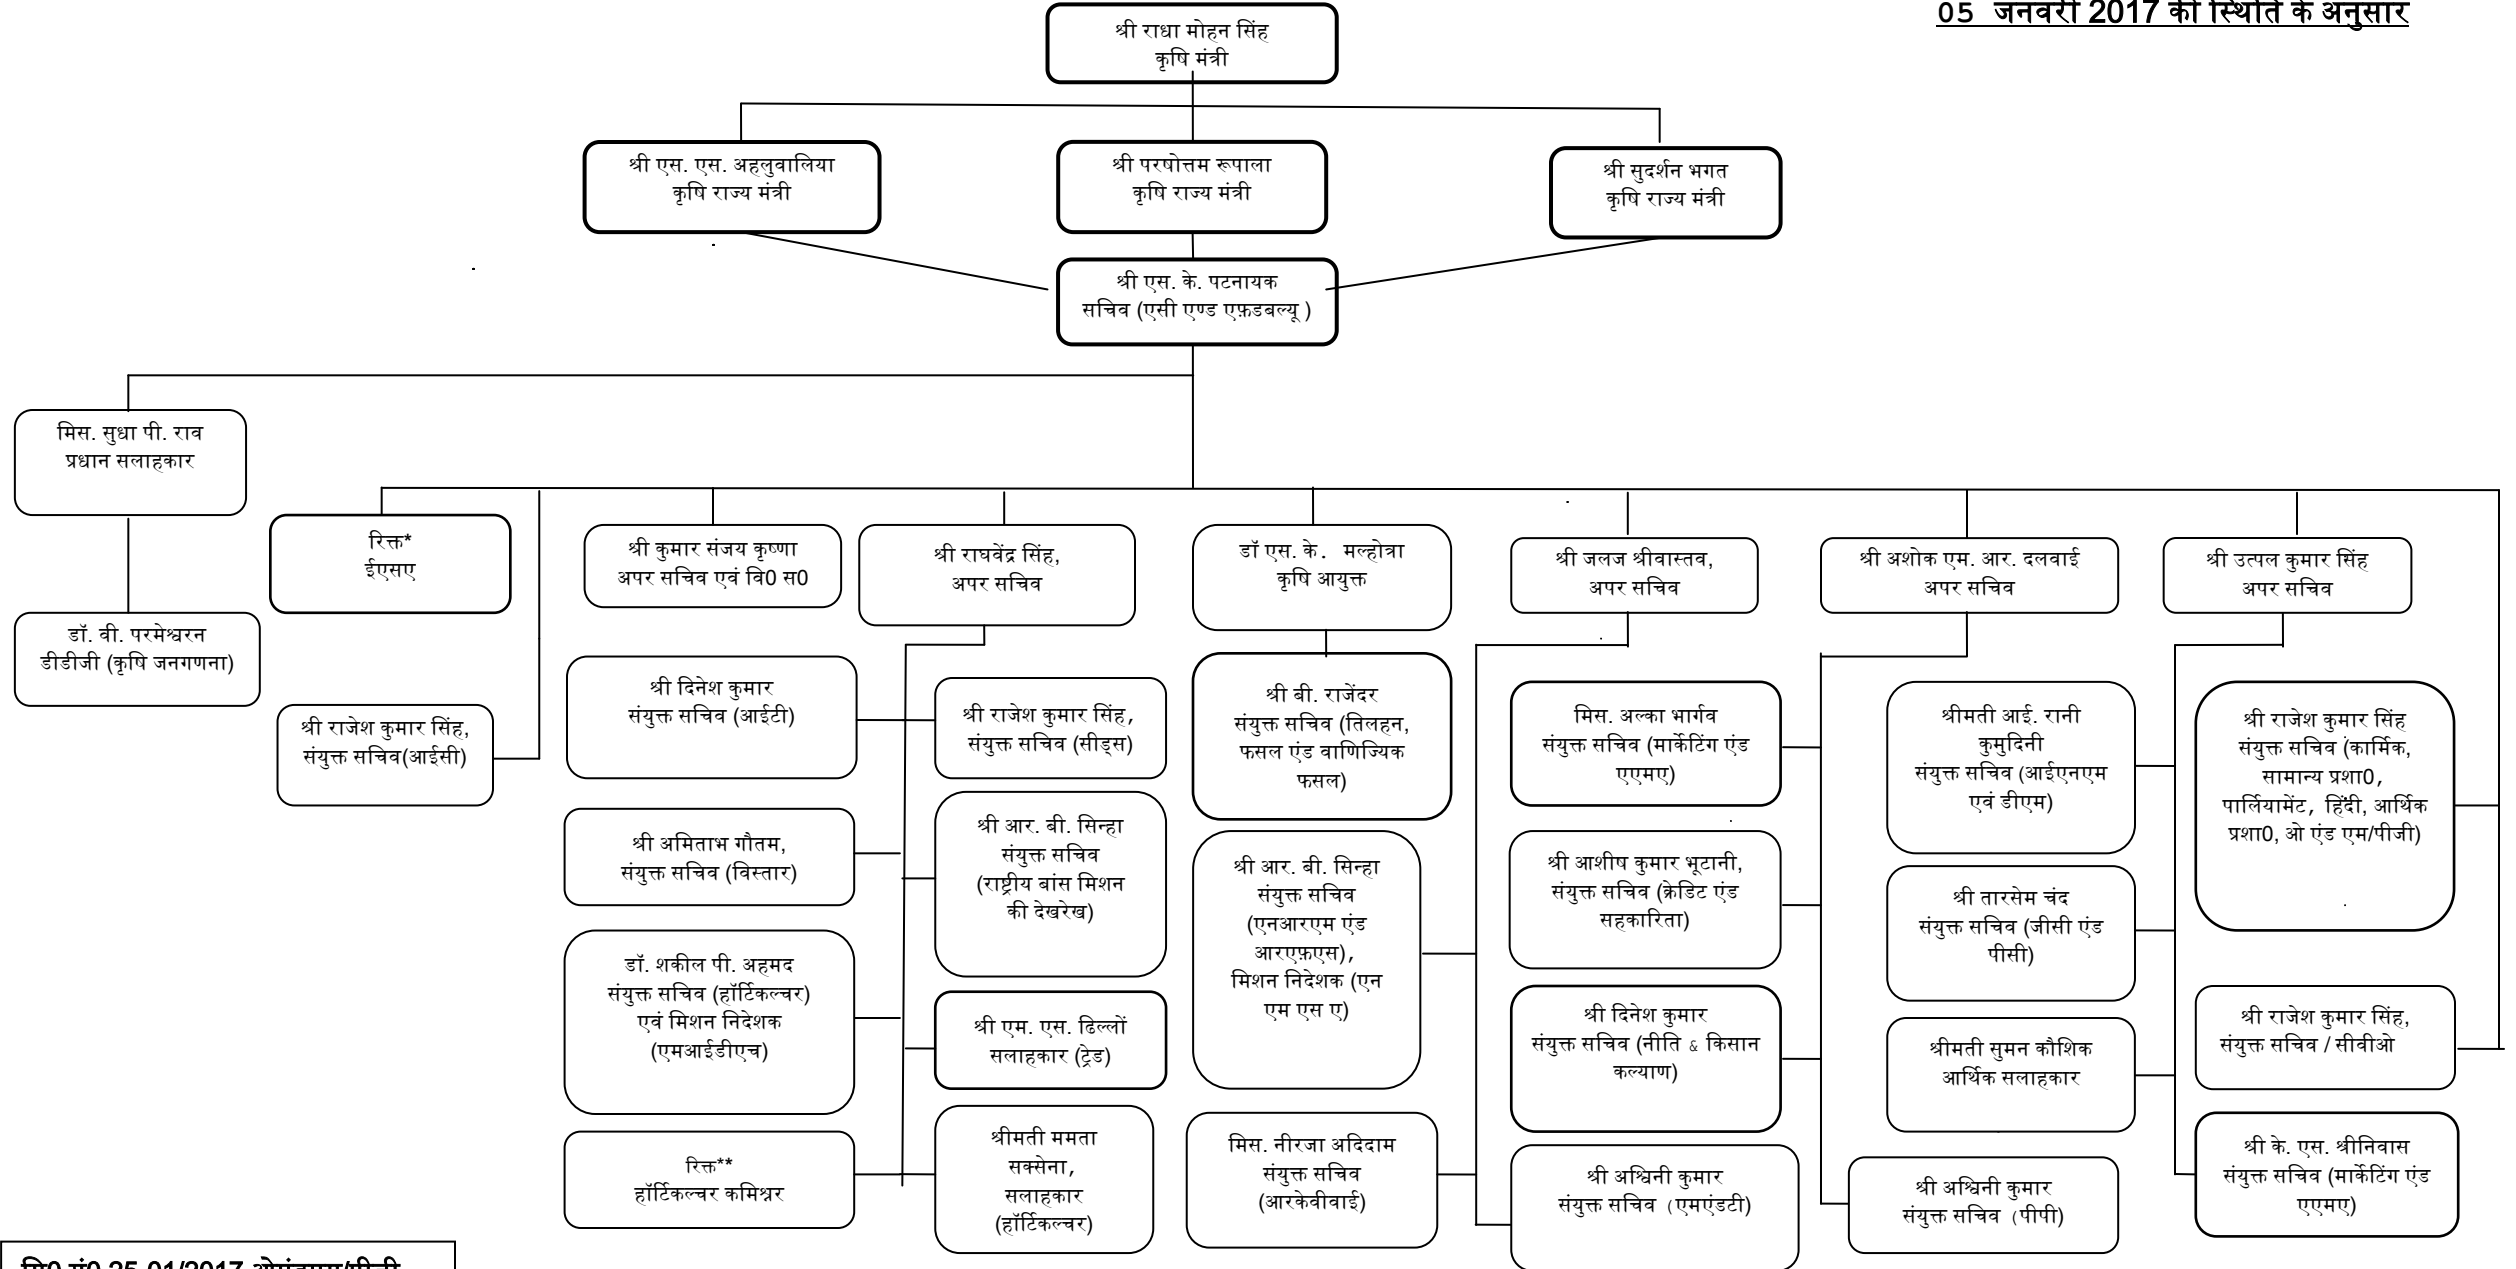 05 जनवरी 2017 की स्थिति के अनुसार
श्री राधा मोहन सिंह
कृषि मंत्री
श्री एस. एस. अहलुवालिया
कृषि राज्य मंत्री
श्री परषोत्तम रूपाला
कृषि राज्य मंत्री
श्री सुदर्शन भगत
कृषि राज्य मंत्री
श्री एस. के. पटनायक
सचिव (एसी एण्ड एफ़डबल्यू )
मिस. सुधा पी. राव
प्रधान सलाहकार
डॉ. वी. परमेश्वरन
डीडीजी (कृषि जनगणना)
रिक्त*
ईएसए
श्री राजेश कुमार सिंह,
संयुक्त सचिव(आईसी)
श्री कुमार संजय कृष्णा
अपर सचिव एवं वि0 स0
श्री राघवेंद्र सिंह,
अपर सचिव
डॉ एस. के. मल्होत्रा
कृषि आयुक्त
श्री जलज श्रीवास्तव,
अपर सचिव
श्री अशोक एम. आर. दलवाई
अपर सचिव
श्री उत्पल कुमार सिंह
अपर सचिव
श्री दिनेश कुमार
संयुक्त सचिव (आईटी)
श्री अमिताभ गौतम,
संयुक्त सचिव (विस्तार)
डॉ. शकील पी. अहमद
संयुक्त सचिव (हॉर्टिकल्चर)
एवं मिशन निदेशक
(एमआईडीएच)
रिक्त**
हॉर्टिकल्चर कमिश्नर
श्री राजेश कुमार सिंह,
संयुक्त सचिव (सीड्स)
श्री आर. बी. सिन्हा
संयुक्त सचिव
(राष्ट्रीय बांस मिशन
की देखरेख)
श्री एम. एस. ढिल्लों
सलाहकार (ट्रेड)
श्रीमती ममता
सक्सेना,
सलाहकार
(हॉर्टिकल्चर)
श्री बी. राजेंदर
संयुक्त सचिव (तिलहन,
फसल एंड वाणिज्यिक
फसल)
श्री आर. बी. सिन्हा
संयुक्त सचिव
(एनआरएम एंड
आरएफ़एस),
मिशन निदेशक (एन
एम एस ए)
मिस. नीरजा अदिदाम
संयुक्त सचिव
(आरकेवीवाई)
मिस. अल्का भार्गव
संयुक्त सचिव (मार्केटिंग एंड
एएमए)
श्री आशीष कुमार भूटानी,
संयुक्त सचिव (क्रेडिट एंड
सहकारिता)
श्री दिनेश कुमार
संयुक्त सचिव (नीति & किसान
कल्याण)
श्री अश्विनी कुमार
संयुक्त सचिव (एमएंडटी)
श्रीमती आई. रानी
कुमुदिनी
संयुक्त सचिव (आईएनएम
एवं डीएम)
श्री तारसेम चंद
संयुक्त सचिव (जीसी एंड
पीसी)
श्रीमती सुमन कौशिक
आर्थिक सलाहकार
श्री अश्विनी कुमार
संयुक्त सचिव (पीपी)
श्री राजेश कुमार सिंह
संयुक्त सचिव (कार्मिक,
सामान्य प्रशा0,
पार्लियामेंट, हिंदी, आर्थिक
प्रशा0, ओ एंड एम/पीजी)
श्री राजेश कुमार सिंह,
संयुक्त सचिव / सीवीओ
श्री के. एस. श्रीनिवास
संयुक्त सचिव (मार्केटिंग एंड
एएमए)